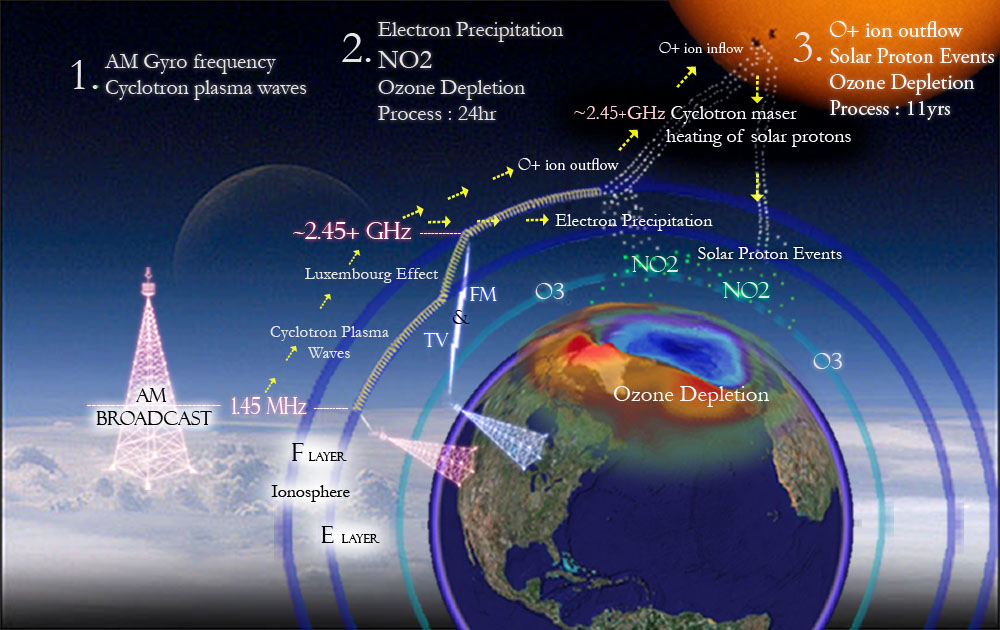 1. AM Gyro frequency
Cyclotron plasma waves
2. Electron Precipitation
NO2
Ozone Depletion
Process : 24hr
3. O+ ion outflow
Solar Proton Events
Ozone Depletion
Process : 11yrs
O+ ion inflow
~2.45+GHz Cyclotron maser
heating of solar protons
O+ ion outflow
~2.45+ GHz
Electron Precipitation
Solar Proton Events
Luxembourg Effect
NO2
NO2
O3
FM
&
TV
Cyclotron Plasma
Waves
O3
AM
BROADCAST
1.45 MHz
Ozone Depletion
F LAYER
Ionosphere
E LAYER